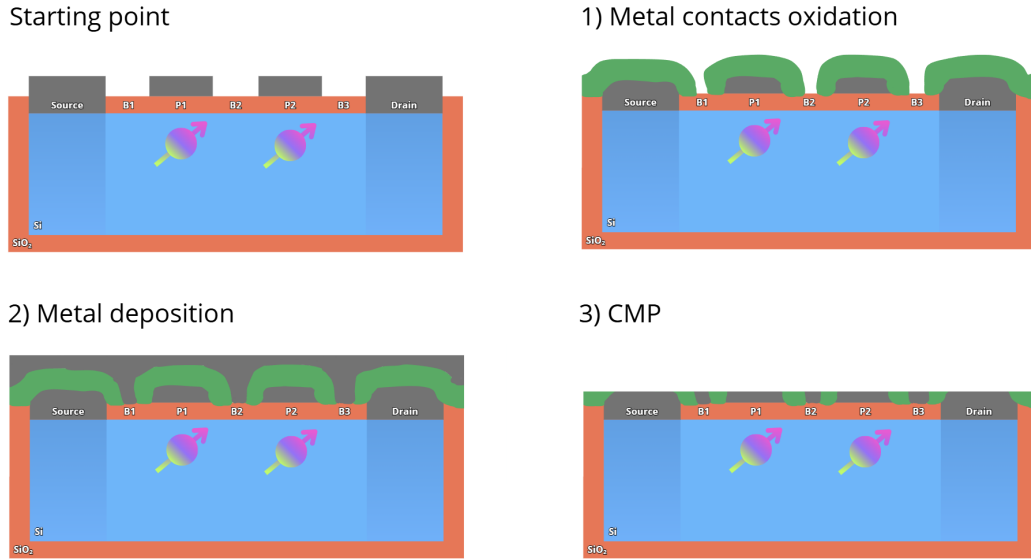 Starting point
Source B1 P1 B2 P2 B3 Drain
Si
SiO₂
1) Metal contacts oxidation
Source B1 P1 B2 P2 B3 Drain
Si
SiO₂
2) Metal deposition
Source B1 P1 B2 P2 B3 Drain
Si
SiO₂
3) CMP
Source B1 P1 B2 P2 B3 Drain
Si
SiO₂